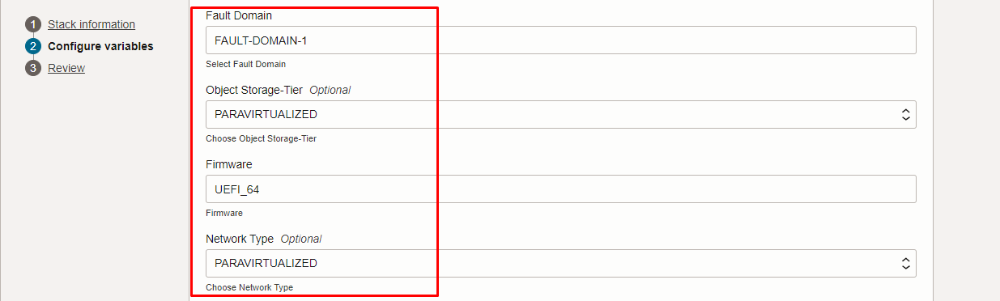 1 Stack information
2 Configure variables
3 Review
Fault Domain
FAULT-DOMAIN-1
Select Fault Domain
Object Storage-Tier Optional
PARAVIRTUALIZED
Choose Object Storage-Tier
Firmware
UEFI_64
Firmware
Network Type Optional
PARAVIRTUALIZED
Choose Network Type